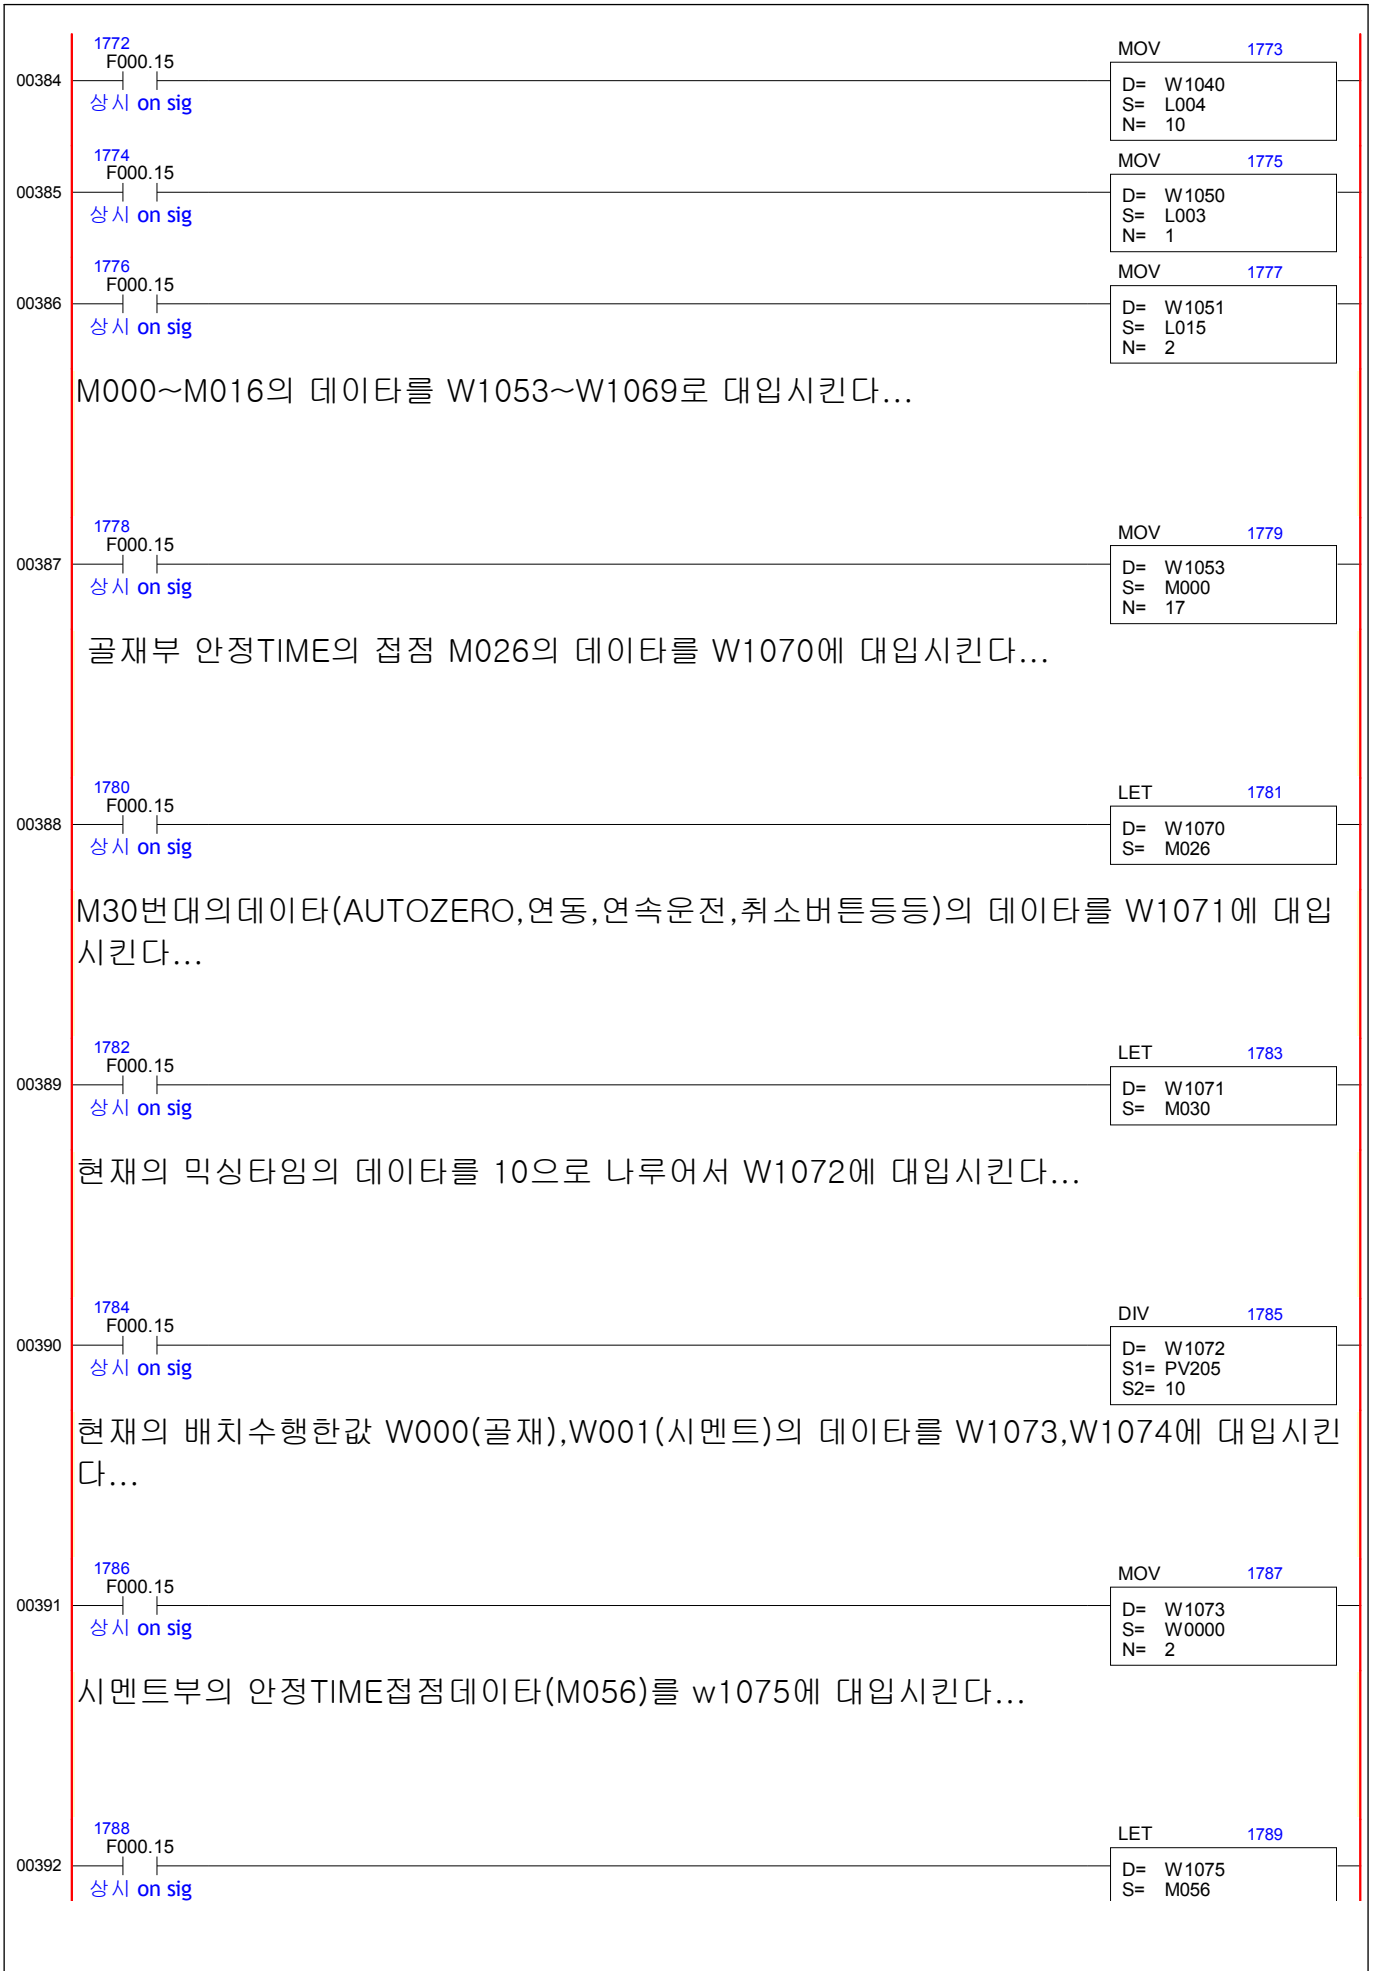 1772
F000.15
MOV 1773
00384
상시 on sig
D= W1040
S= L004
N= 10
1774
F000.15
MOV 1775
00385
상시 on sig
D= W1050
S= L003
N= 1
1776
F000.15
MOV 1777
00386
상시 on sig
D= W1051
S= L015
N= 2
M000~M016의 데이타를 W1053~W1069로 대입시킨다...
1778
F000.15
MOV 1779
00387
상시 on sig
D= W1053
S= M000
N= 17
골재부 안정TIME의 접점 M026의 데이타를 W1070에 대입시킨다...
1780
F000.15
LET 1781
00388
상시 on sig
D= W1070
S= M026
M30번대의데이타(AUTOZERO,연동,연속운전,취소버튼등등)의 데이타를 W1071에 대입
시킨다...
1782
F000.15
LET 1783
00389
상시 on sig
D= W1071
S= M030
현재의 믹싱타임의 데이타를 10으로 나루어서 W1072에 대입시킨다...
1784
F000.15
DIV 1785
00390
상시 on sig
D= W1072
S1= PV205
S2= 10
현재의 배치수행한값 W000(골재),W001(시멘트)의 데이타를 W1073,W1074에 대입시킨
다...
1786
F000.15
MOV 1787
00391
상시 on sig
D= W1073
S= W0000
N= 2
시멘트부의 안정TIME접점데이타(M056)를 w1075에 대입시킨다...
1788
F000.15
LET 1789
00392
상시 on sig
D= W1075
S= M056